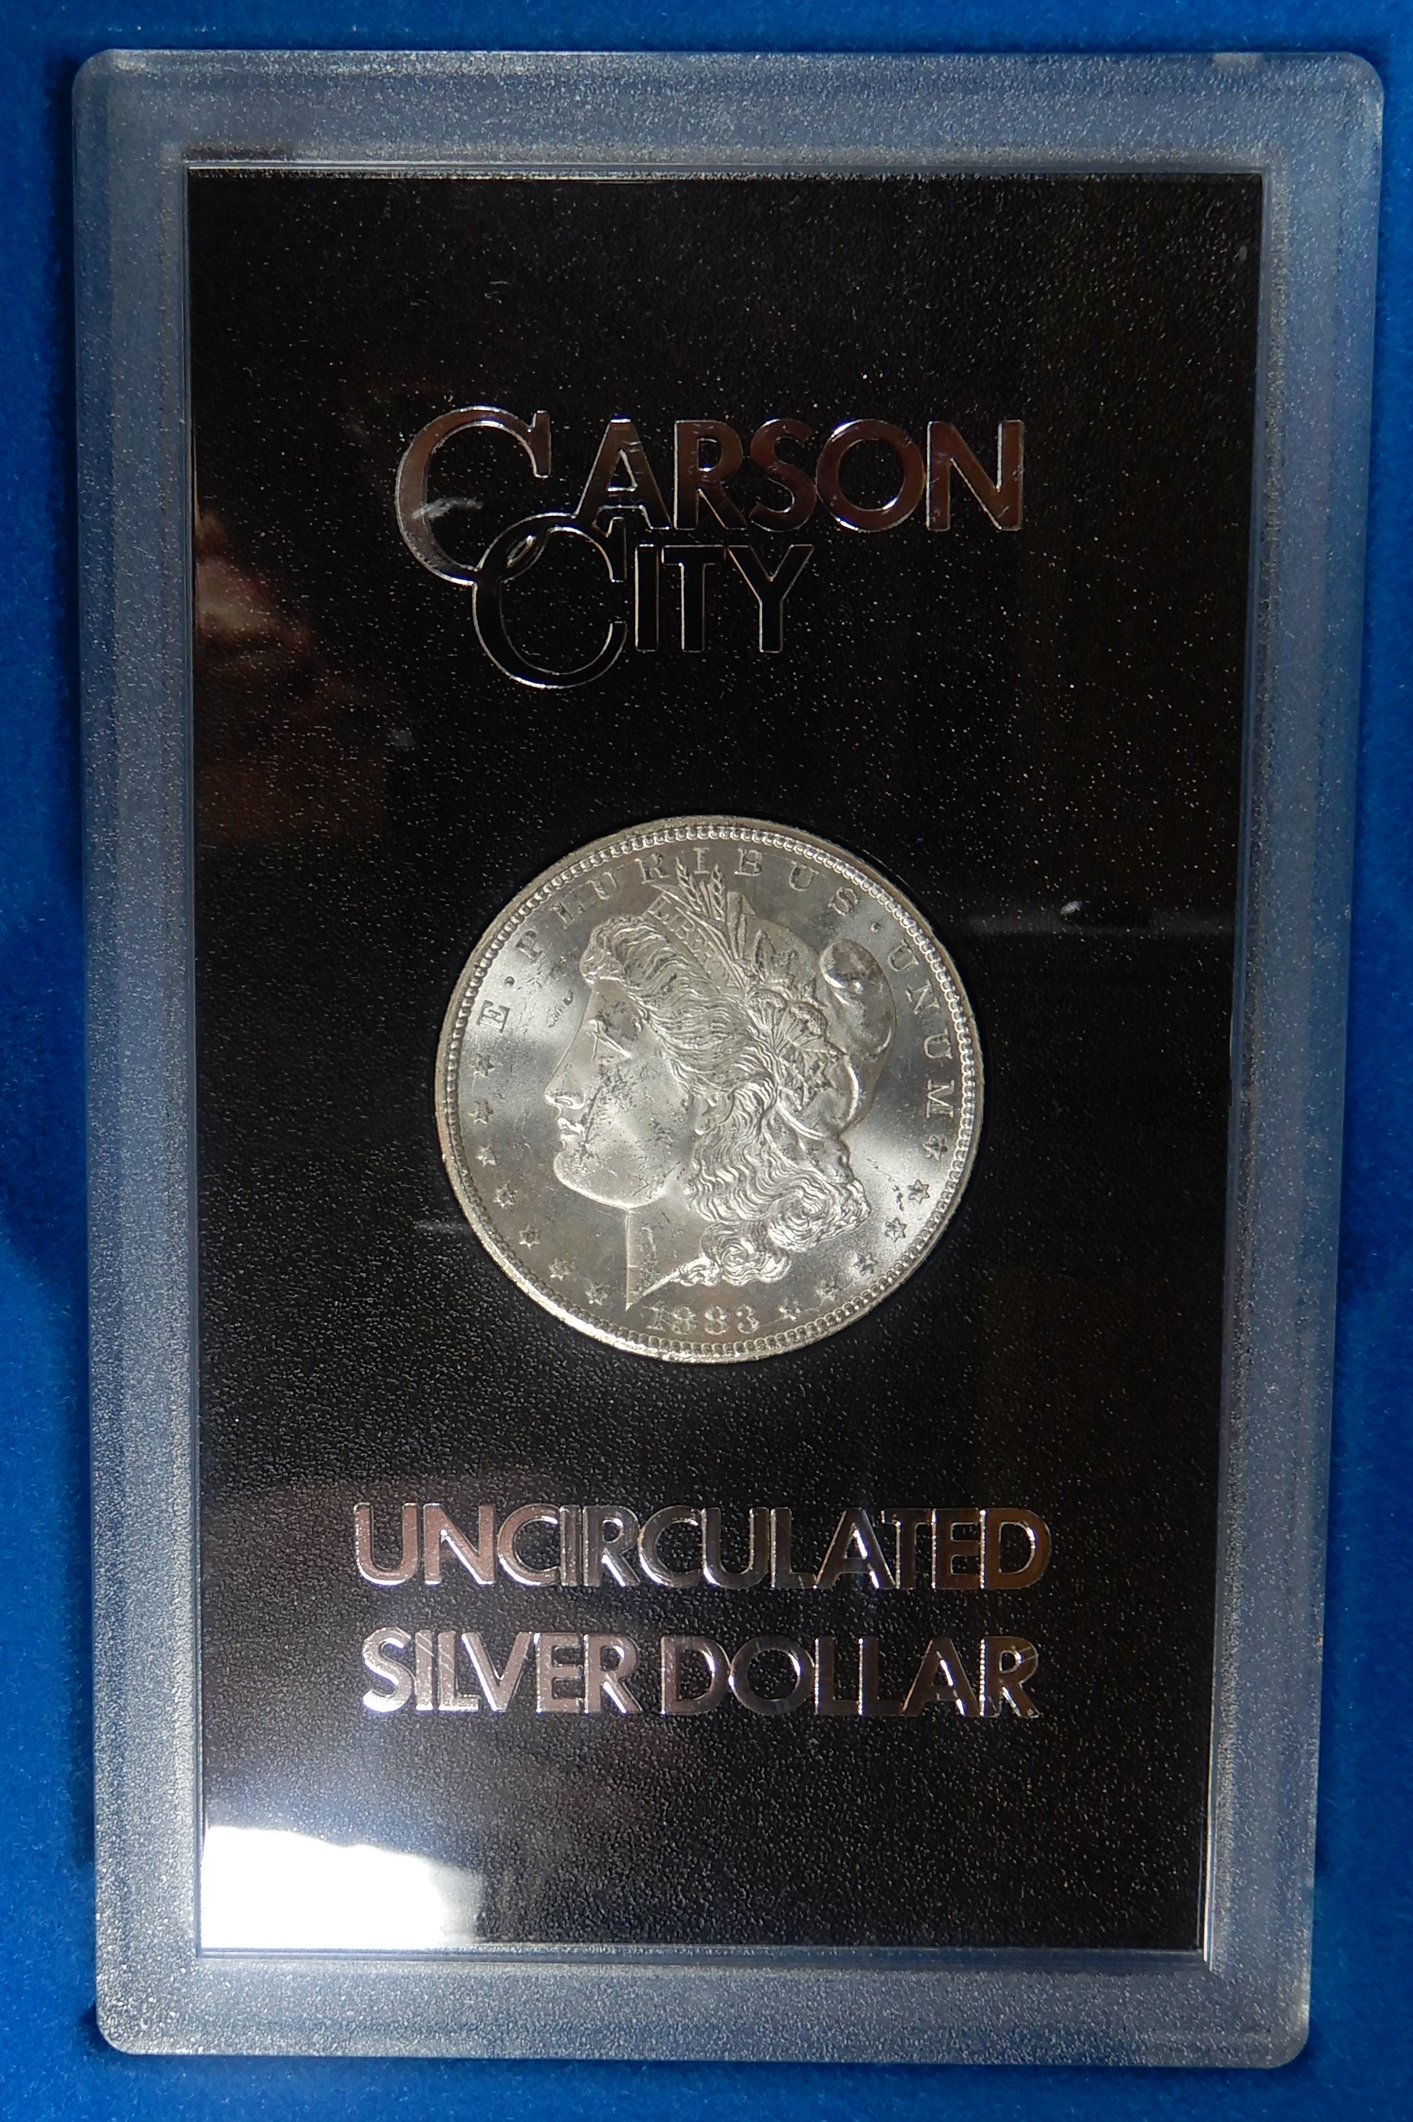 CARSON
CITY
E · PLURIBUS · UNUM
LIBERTY
1883
UNCIRCULATED
SILVER DOLLAR